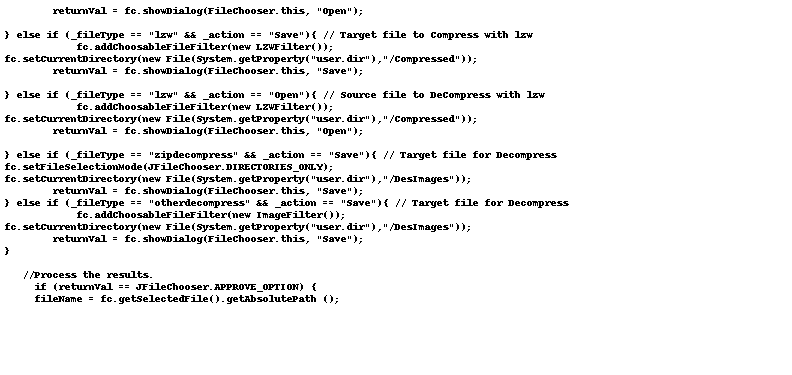 returnVal = fc.showDialog(FileChooser.this, "Open");
} else if (_fileType == "lzw" && _action == "Save"){ // Target file to Compress with lzw
fc.addChoosableFileFilter(new LZWFilter());
fc.setCurrentDirectory(new File(System.getProperty("user.dir"),"/Compressed"));
returnVal = fc.showDialog(FileChooser.this, "Save");
} else if (_fileType == "lzw" && _action == "Open"){ // Source file to DeCompress with lzw
fc.addChoosableFileFilter(new LZWFilter());
fc.setCurrentDirectory(new File(System.getProperty("user.dir"),"/Compressed"));
returnVal = fc.showDialog(FileChooser.this, "Open");
} else if (_fileType == "zipdecompress" && _action == "Save"){ // Target file for Decompress
fc.setFileSelectionMode(JFileChooser.DIRECTORIES_ONLY);
fc.setCurrentDirectory(new File(System.getProperty("user.dir"),"/DesImages"));
returnVal = fc.showDialog(FileChooser.this, "Save");
} else if (_fileType == "otherdecompress" && _action == "Save"){ // Target file for Decompress
fc.addChoosableFileFilter(new ImageFilter());
fc.setCurrentDirectory(new File(System.getProperty("user.dir"),"/DesImages"));
returnVal = fc.showDialog(FileChooser.this, "Save");
}
//Process the results.
if (returnVal == JFileChooser.APPROVE_OPTION) {
fileName = fc.getSelectedFile().getAbsolutePath ();